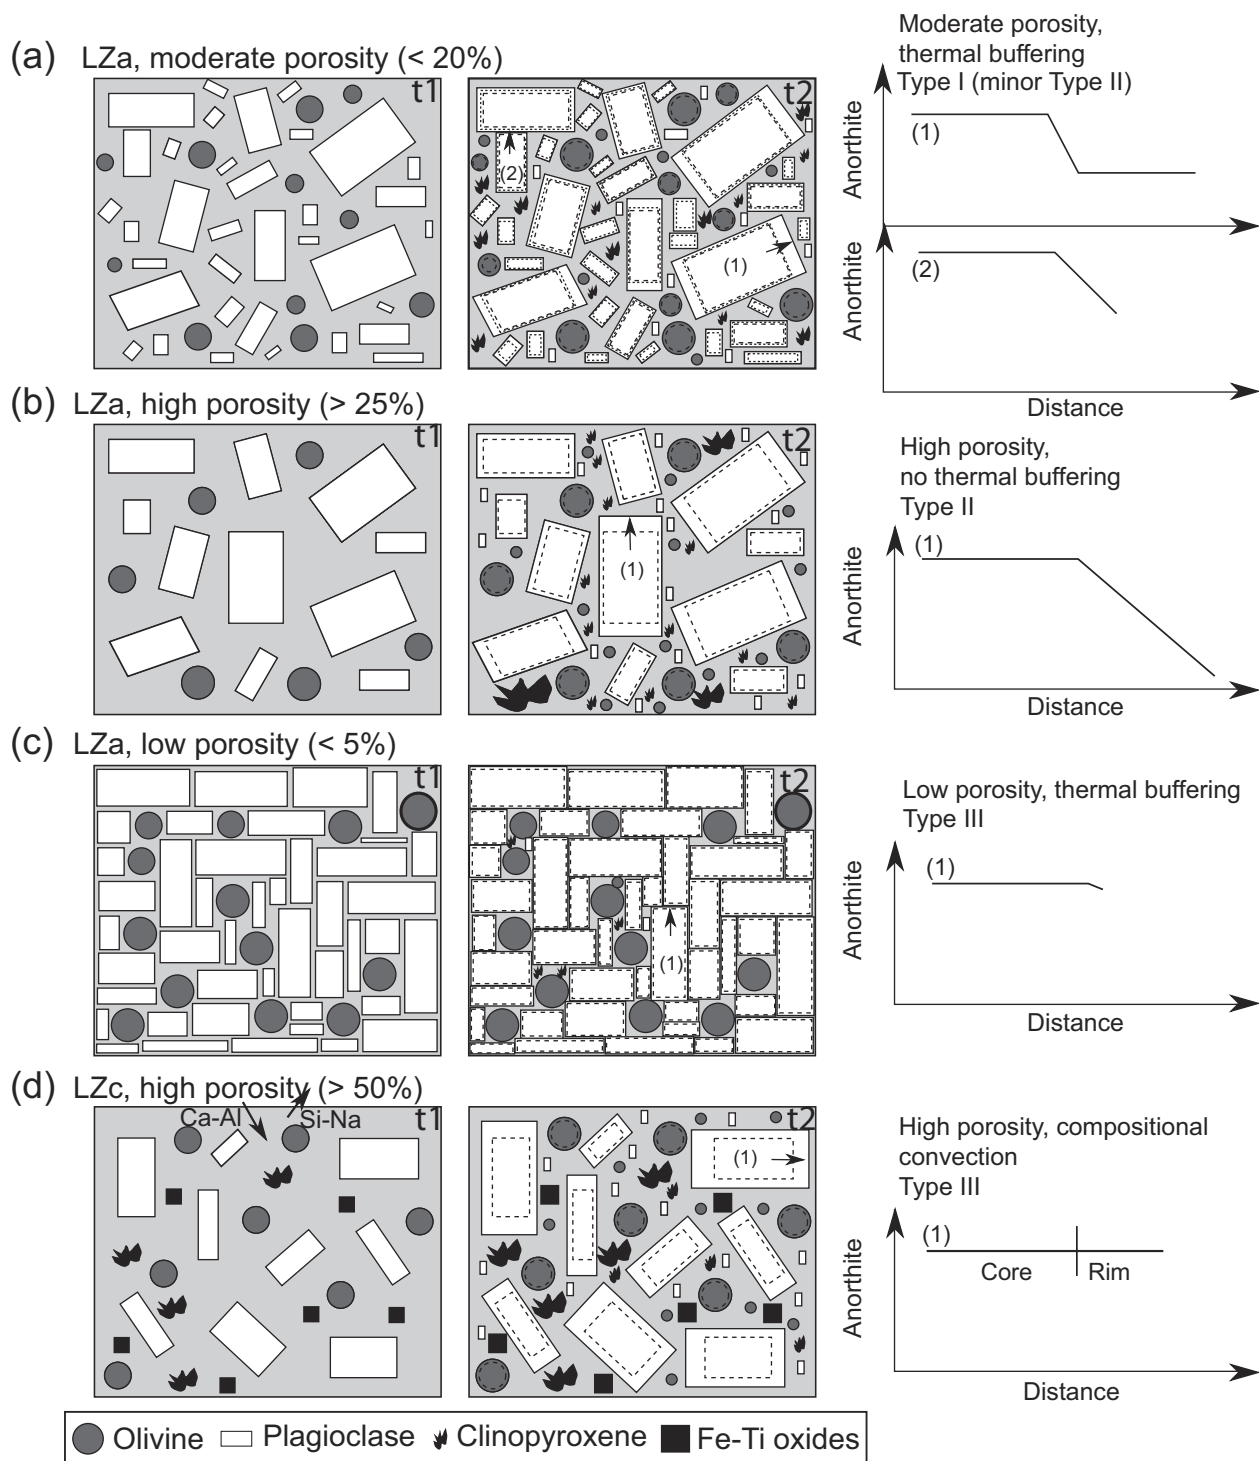 (a) LZa, moderate porosity (< 20%)
t1
t2
(2)
(1)
Moderate porosity,
thermal buffering
Type I (minor Type II)
(1)
Anorthite
(2)
Anorthite
Distance
(b) LZa, high porosity (> 25%)
t1
t2
(1)
High porosity,
no thermal buffering
Type II
(1)
Anorthite
Distance
(c) LZa, low porosity (< 5%)
t1
t2
(1)
Low porosity, thermal buffering
Type III
(1)
Anorthite
Distance
(d) LZc, high porosity (> 50%)
Ca-Al
Si-Na
t1
t2
(1)
High porosity, compositional
convection
Type III
(1)
Core
Rim
Anorthite
Distance
Olivine Plagioclase Clinopyroxene Fe-Ti oxides